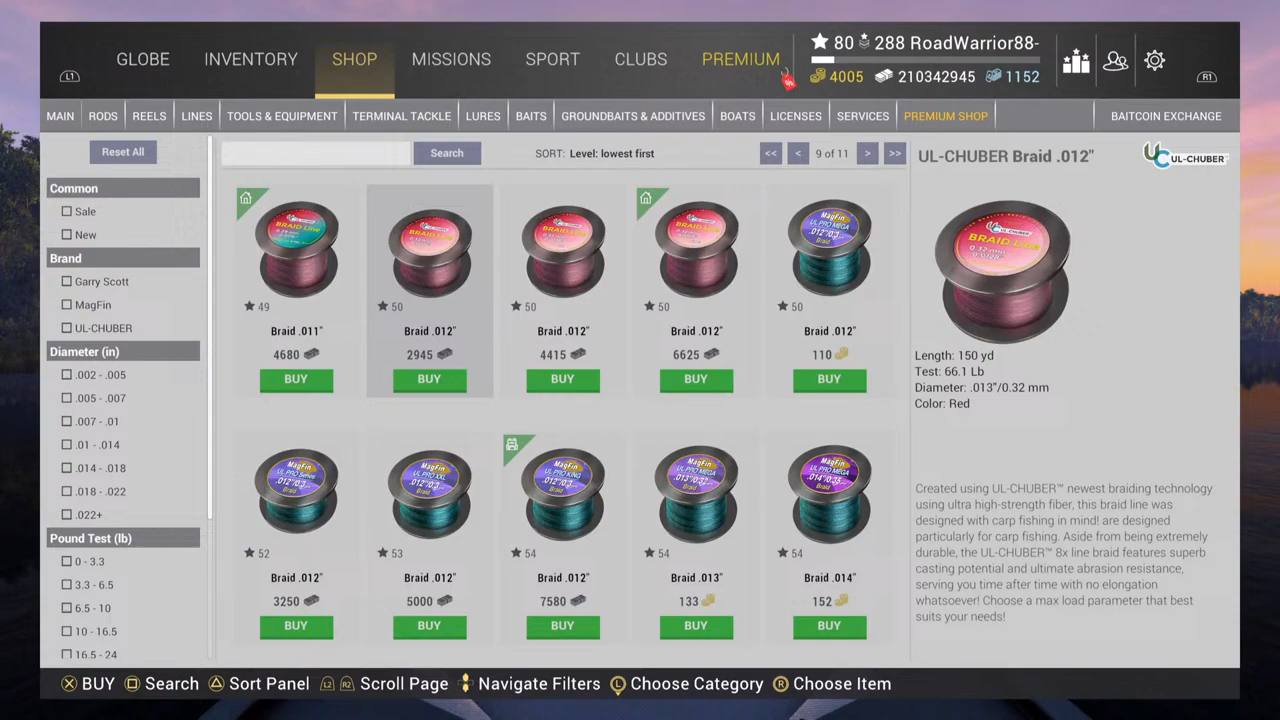 L1
GLOBE
INVENTORY
SHOP
MISSIONS
SPORT
CLUBS
PREMIUM
80 288 RoadWarrior88-
4005 210342945 1152
R1
MAIN
RODS
REELS
LINES
TOOLS & EQUIPMENT
TERMINAL TACKLE
LURES
BAITS
GROUNDBAITS & ADDITIVES
BOATS
LICENSES
SERVICES
PREMIUM SHOP
BAITCOIN EXCHANGE
Reset All
Search
SORT: Level: lowest first
<<
<
9 of 11
>
>>
Common
Sale
New
Brand
Garry Scott
MagFin
UL-CHUBER
Diameter (in)
.002 - .005
.005 - .007
.007 - .01
.01 - .014
.014 - .018
.018 - .022
.022+
Pound Test (lb)
0 - 3.3
3.3 - 6.5
6.5 - 10
10 - 16.5
16.5 - 24
49
Braid .011"
4680
BUY
50
Braid .012"
2945
BUY
50
Braid .012"
4415
BUY
50
Braid .012"
6625
BUY
50
Braid .012"
110
BUY
52
Braid .012"
3250
BUY
53
Braid .012"
5000
BUY
54
Braid .012"
7580
BUY
54
Braid .013"
133
BUY
54
Braid .014"
152
BUY
UL-CHUBER Braid .012"
UL-CHUBER
BRAID LINE
0.32 mm
Length: 150 yd
Test: 66.1 Lb
Diameter: .013"/0.32 mm
Color: Red
Created using UL-CHUBER™ newest braiding technology
using ultra high-strength fiber, this braid line was
designed with carp fishing in mind! are designed
particularly for carp fishing. Aside from being extremely
durable, the UL-CHUBER™ 8x line braid features superb
casting potential and ultimate abrasion resistance,
serving you time after time with no elongation
whatsoever! Choose a max load parameter that best
suits your needs!
BUY
Search
Sort Panel
L2 R2 Scroll Page
Navigate Filters
L Choose Category
R Choose Item